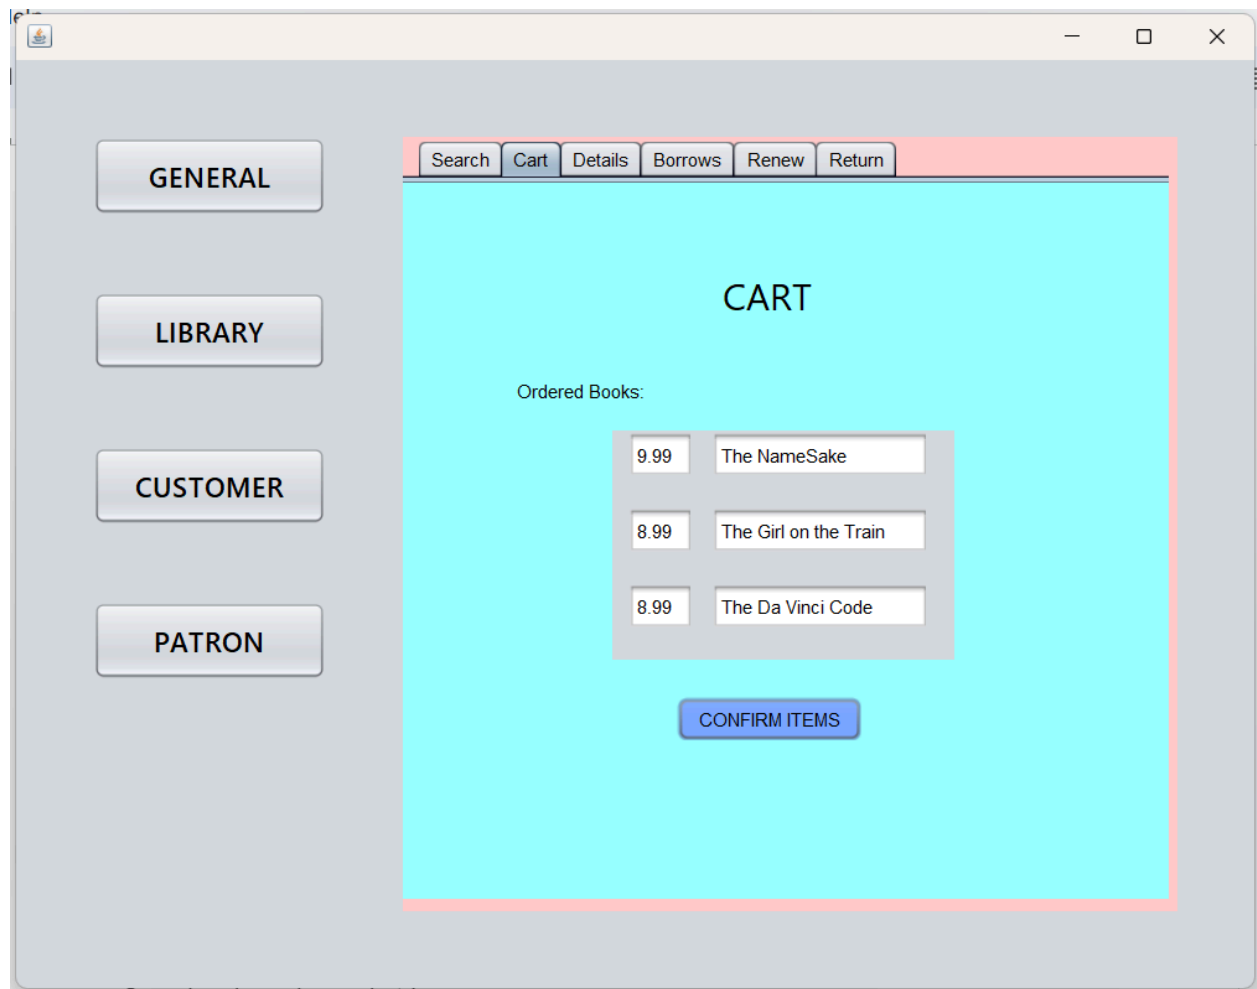 GENERAL
LIBRARY
CUSTOMER
PATRON
Search Cart Details Borrows Renew Return
CART
Ordered Books:
9.99 The NameSake
8.99 The Girl on the Train
8.99 The Da Vinci Code
CONFIRM ITEMS